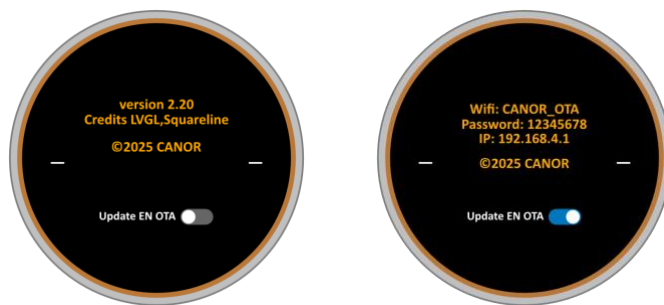 version 2.20
Credits LVGL,Squareline
©2025 CANOR
Update EN OTA
Wifi: CANOR_OTA
Password: 12345678
IP: 192.168.4.1
©2025 CANOR
Update EN OTA